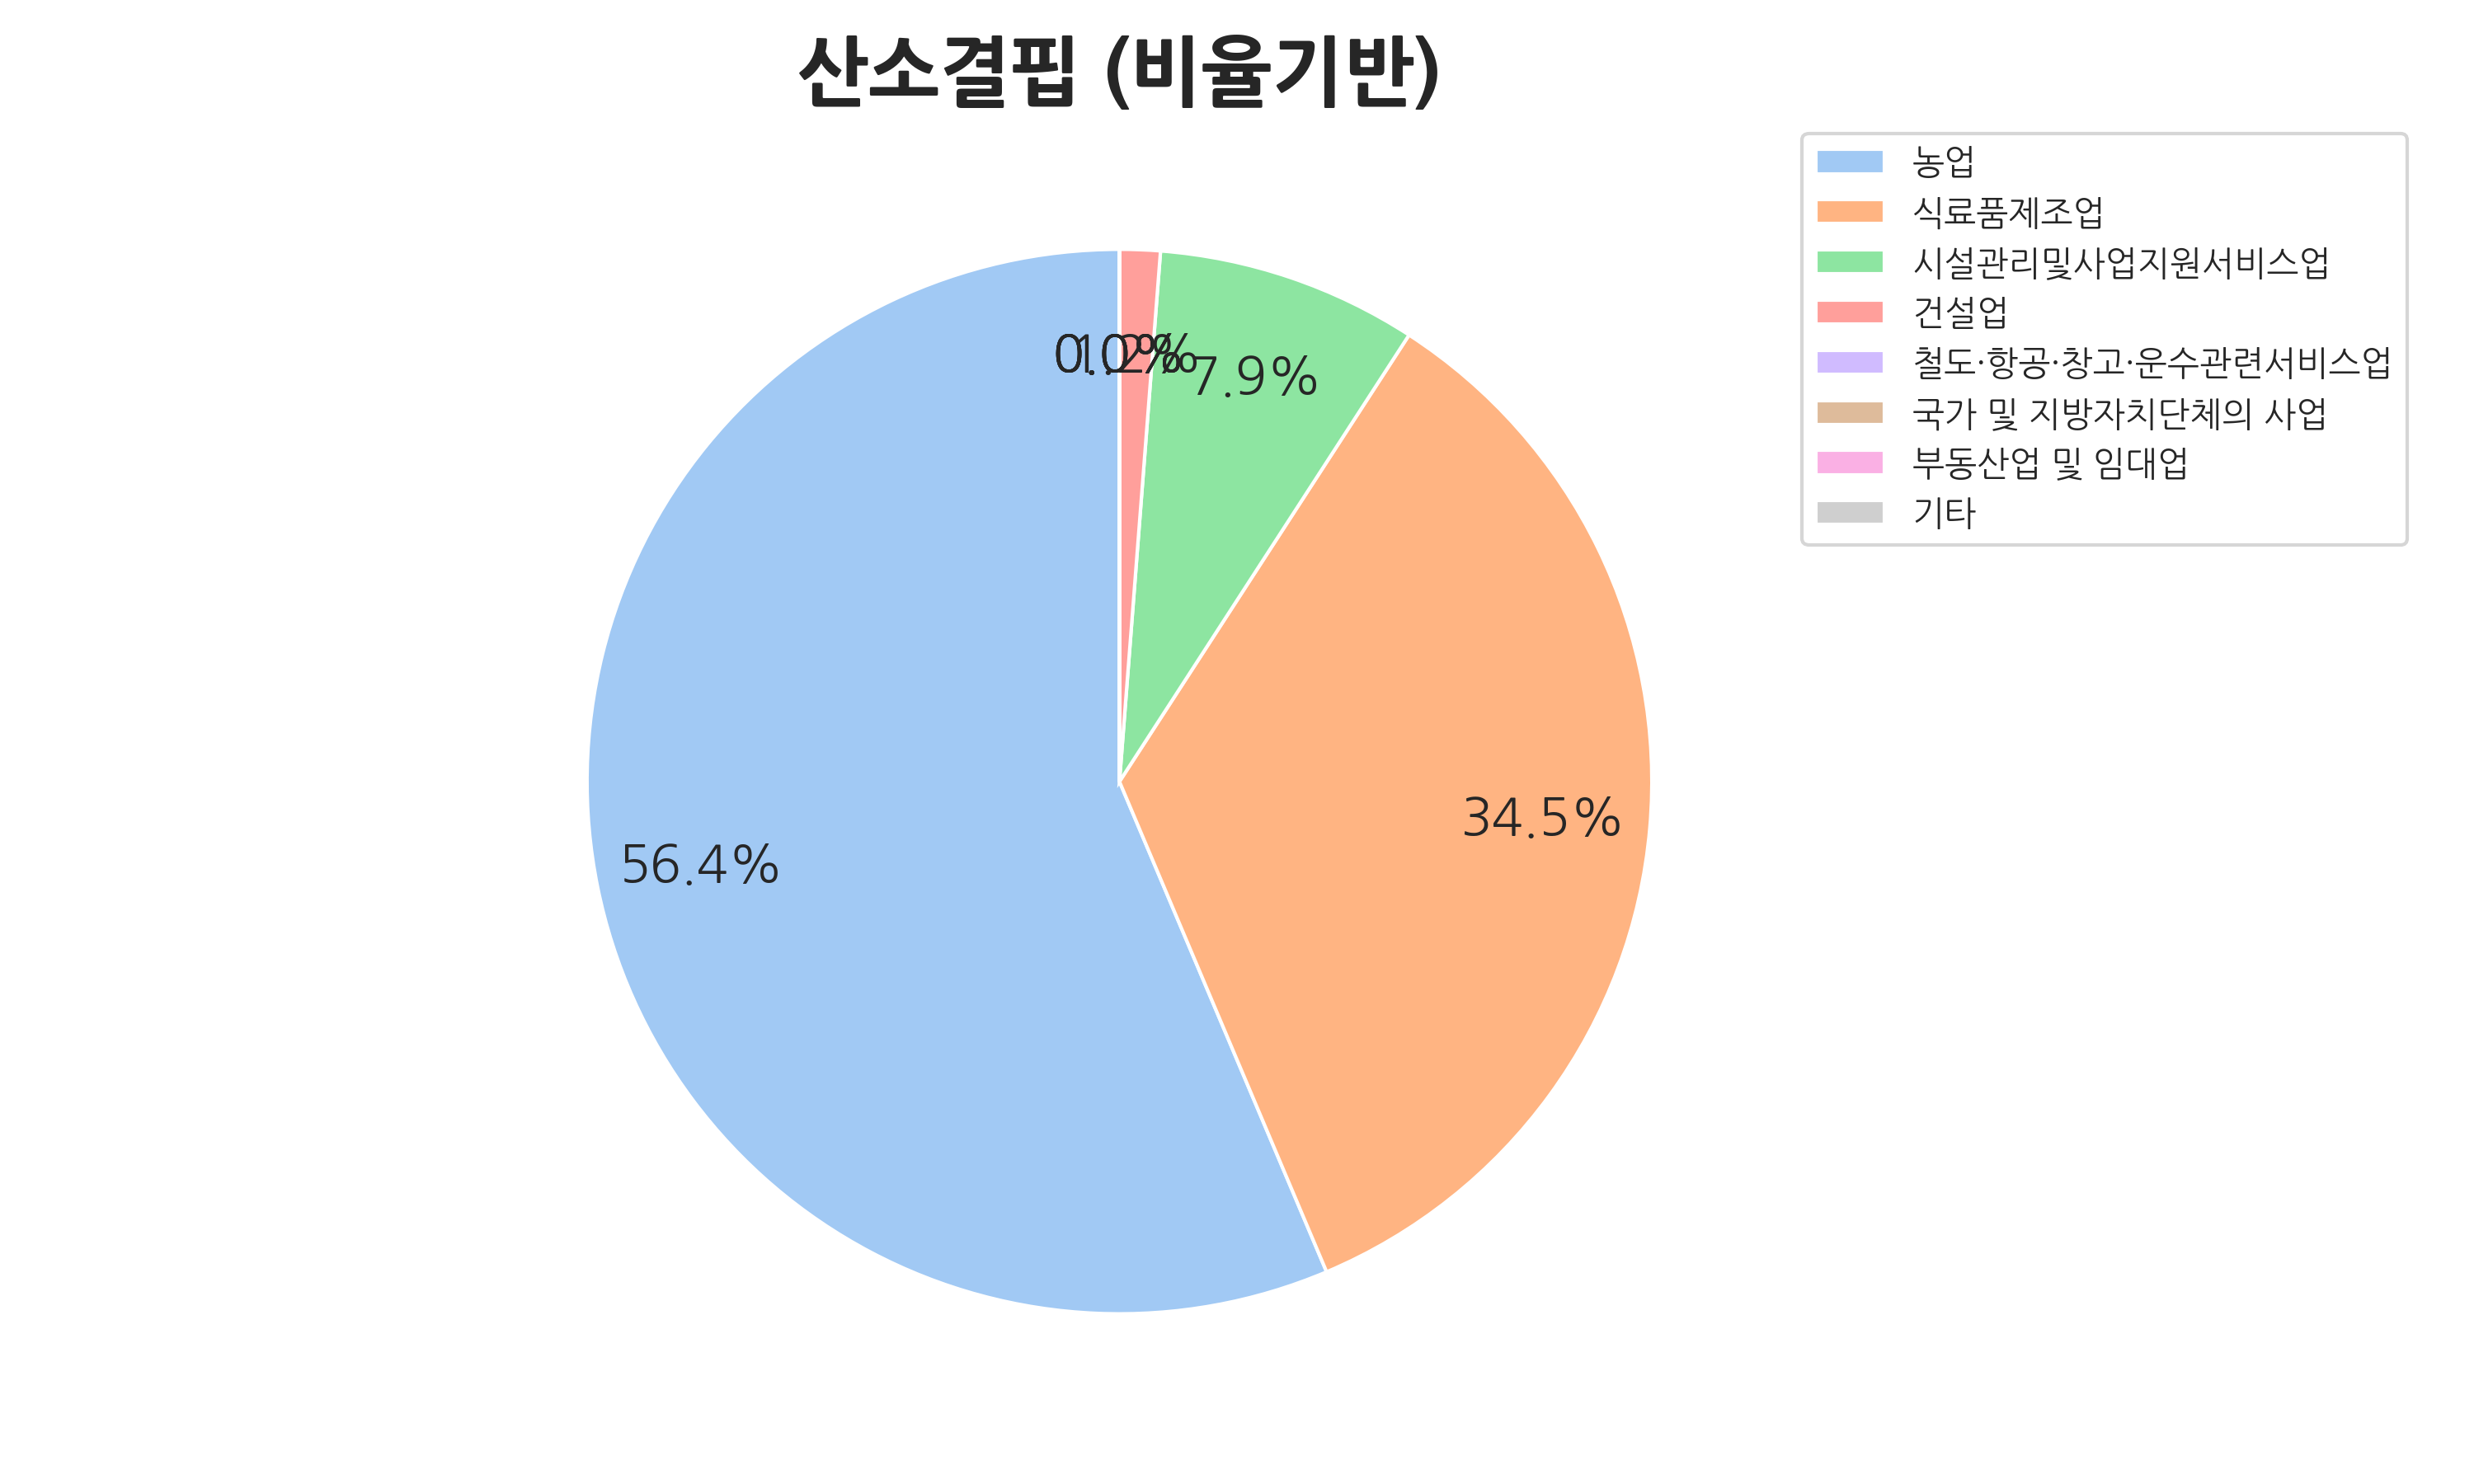 산소결핍 (비율기반)
농업
식료품제조업
시설관리및사업지원서비스업
건설업
철도·항공·창고·운수관련서비스업
국가 및 지방자치단체의 사업
부동산업 및 임대업
기타
7.9%
34.5%
56.4%